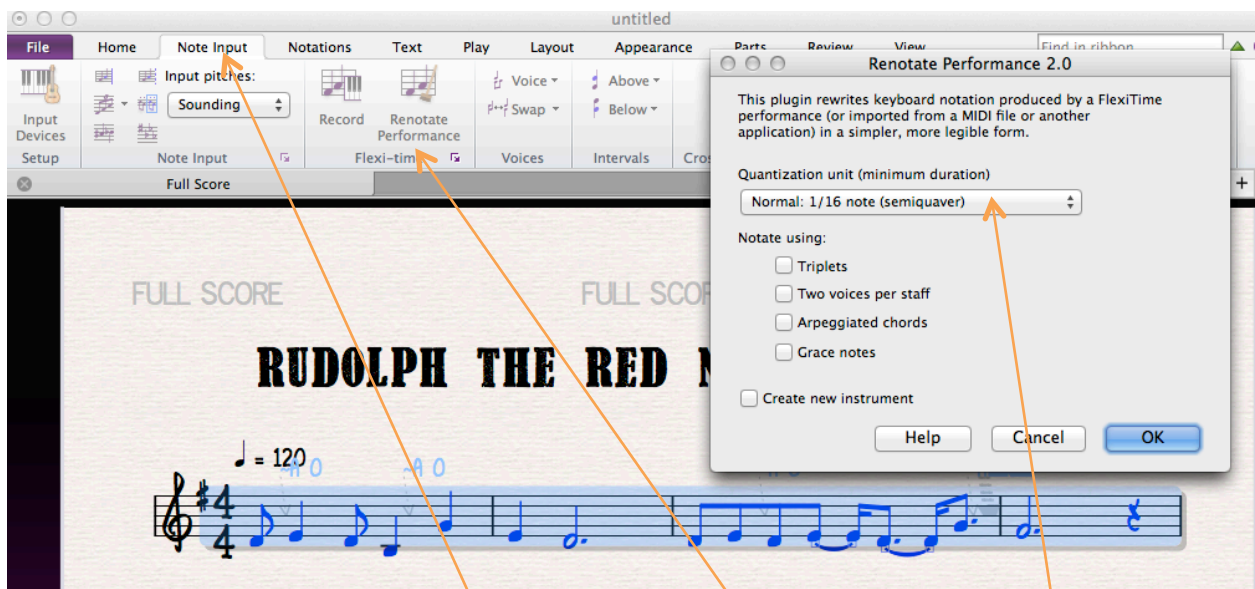 untitled
File Home Note Input Notations Text Play Layout Appearance Parts Review View Find in ribbon
Input pitches:
Sounding
Voice Above
Swap Below
Input Devices
Record
Renotate Performance
Setup Note Input Flexi-time Voices Intervals
Full Score
Renotate Performance 2.0
This plugin rewrites keyboard notation produced by a FlexiTime
performance (or imported from a MIDI file or another
application) in a simpler, more legible form.
Quantization unit (minimum duration)
Normal: 1/16 note (semiquaver)
Notate using:
Triplets
Two voices per staff
Arpeggiated chords
Grace notes
Create new instrument
Help Cancel OK
FULL SCORE FULL SCOR
RUDOLPH THE RED
= 120
~A 0 ~A 0
4
4